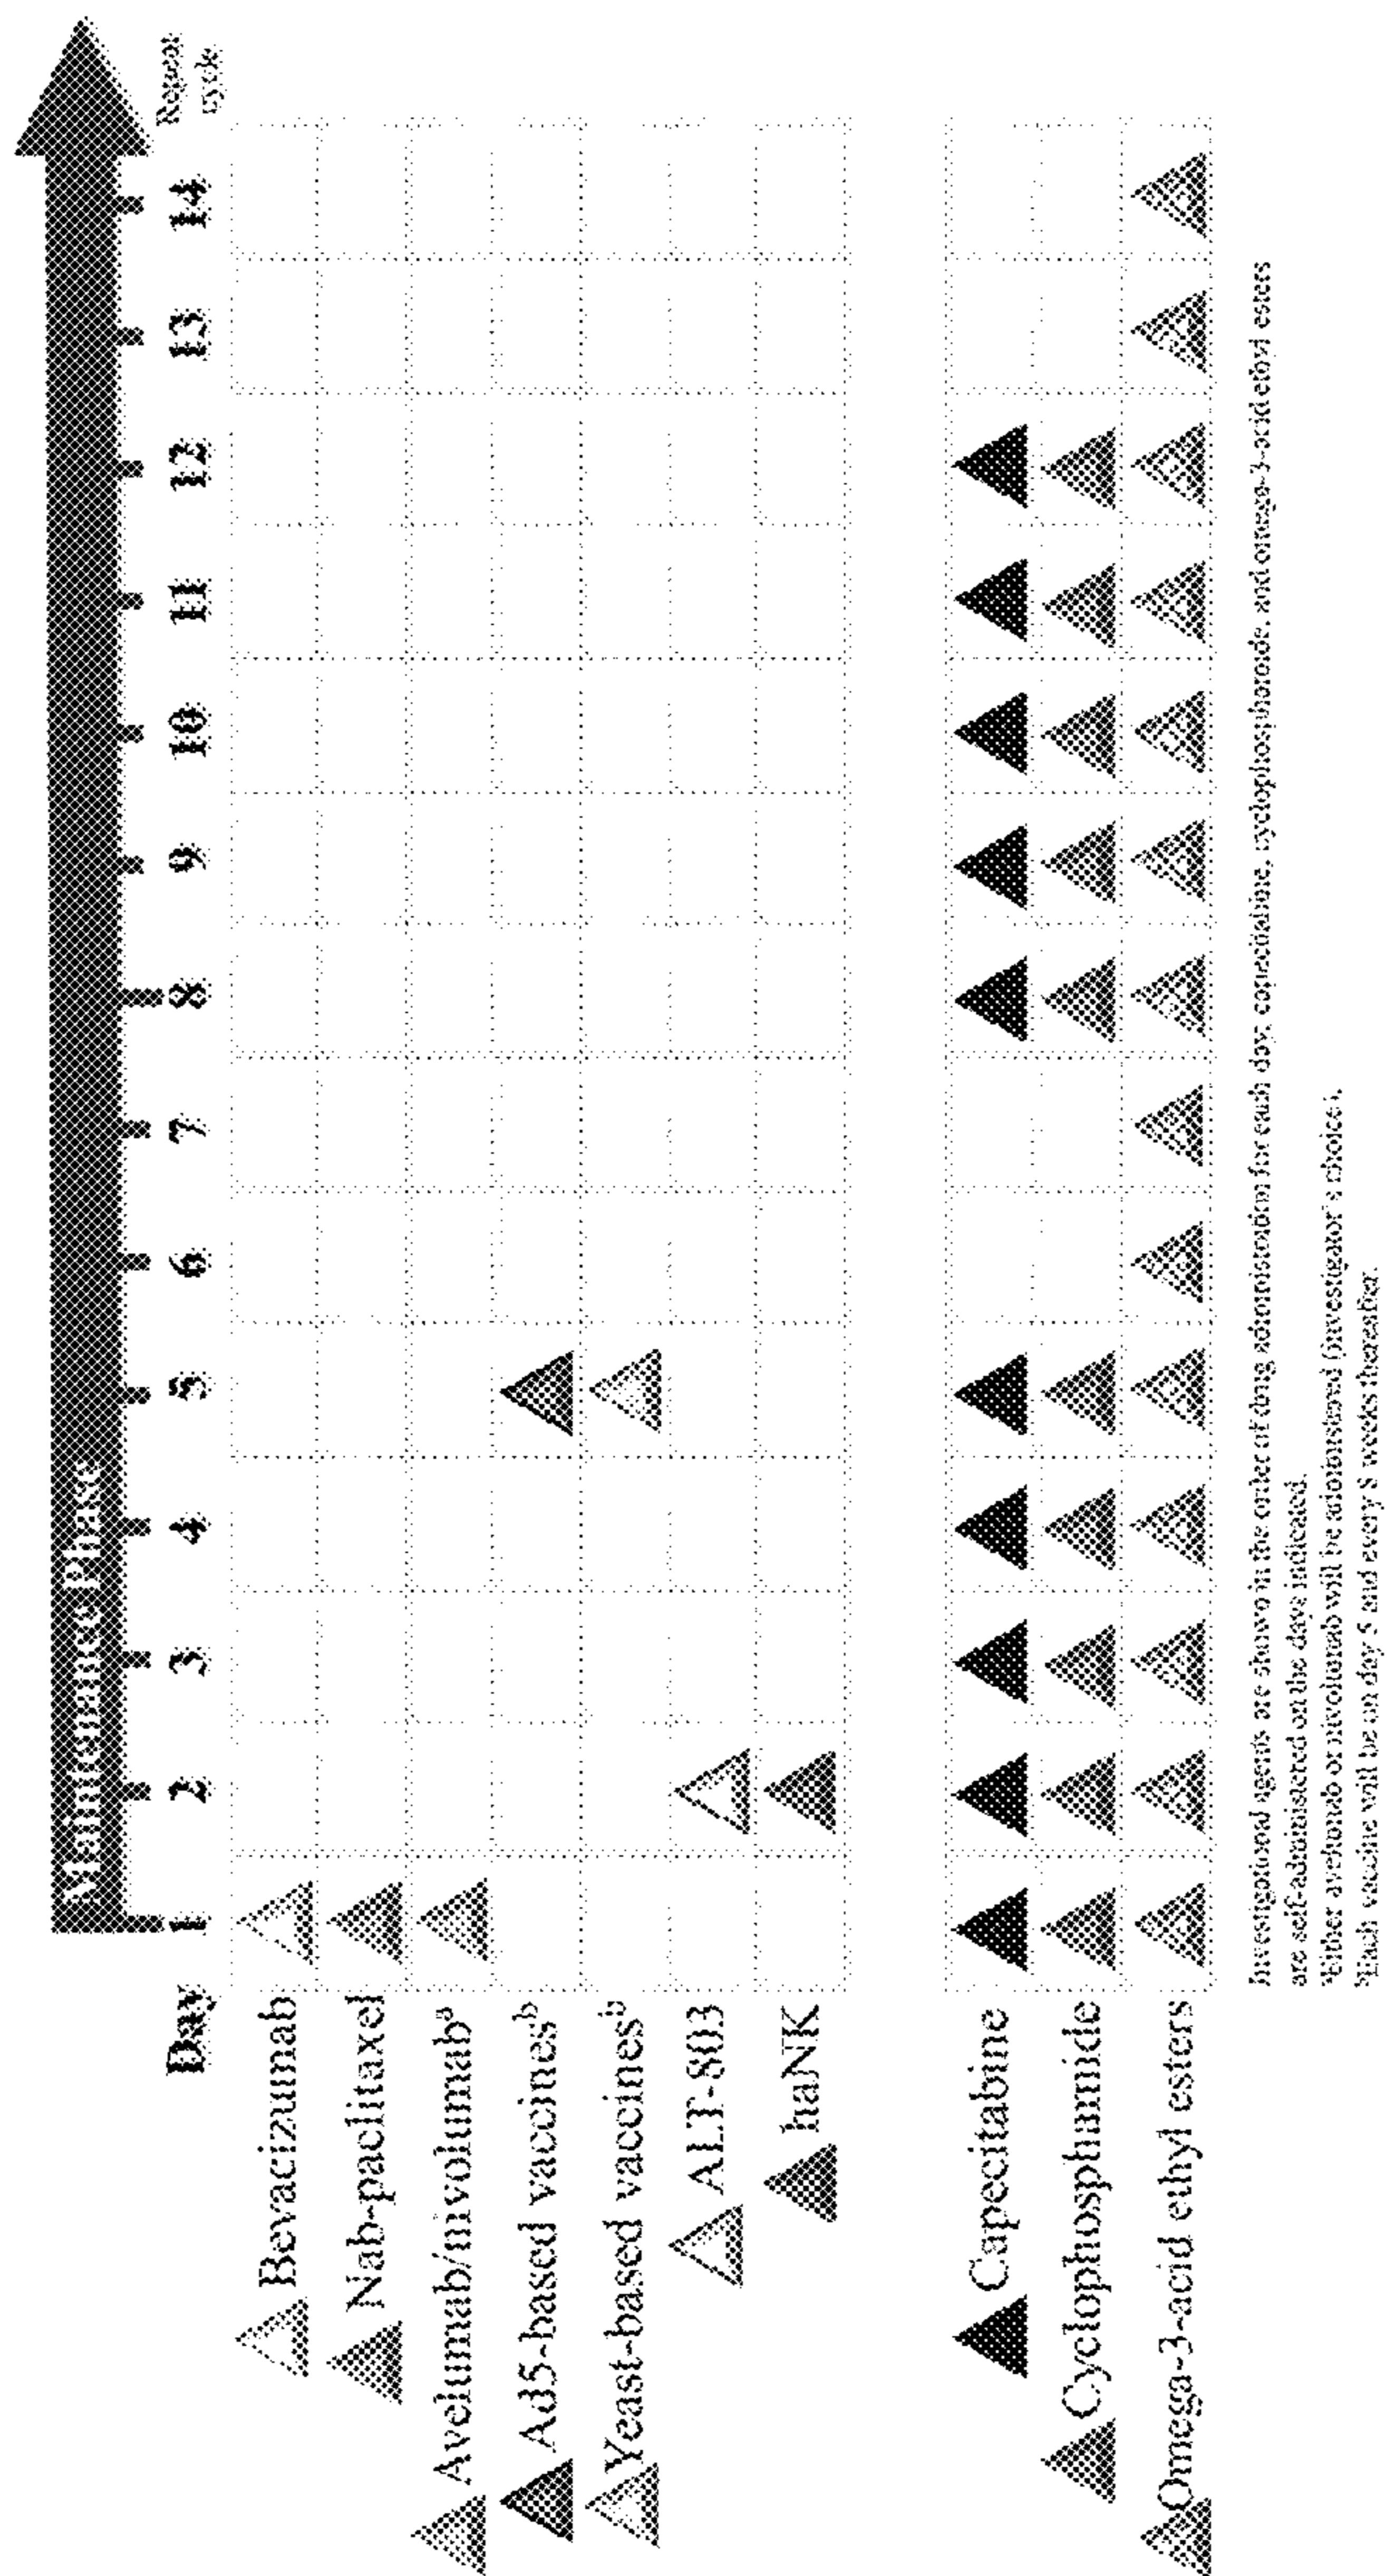 Maintenance Phase
Day 1 2 3 4 5 6 7 8 9 10 11 12 13 14 Repeat
cycle
Bevacizumab
Nab-paclitaxel
Avelumab/nivolumabᵃ
Ad5-based vaccinesᵇ
Yeast-based vaccinesᵇ
ALT-803
haNK
Capecitabine
Cyclophosphamide
Omega-3-acid ethyl esters
Investigational agents are shown in the order of drug administration for each day; capecitabine, cyclophosphamide, and omega-3-acid ethyl esters
are self-administered on the days indicated.
ᵃEither avelumab or nivolumab will be administered (investigator's choice).
ᵇEach vaccine will be on day 5 and every 8 weeks thereafter.